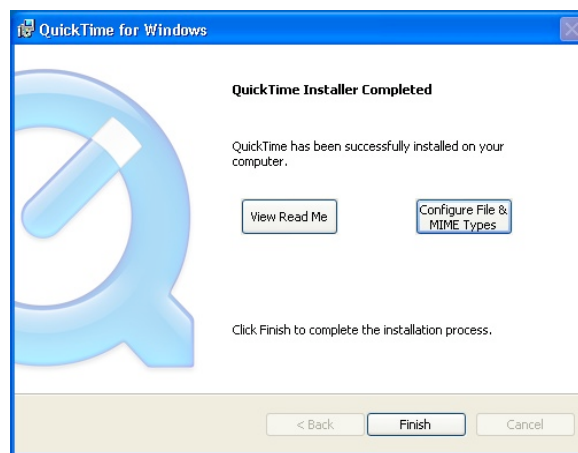 QuickTime for Windows
QuickTime Installer Completed
QuickTime has been successfully installed on your
computer.
View Read Me
Configure File &
MIME Types
Click Finish to complete the installation process.
< Back
Finish
Cancel